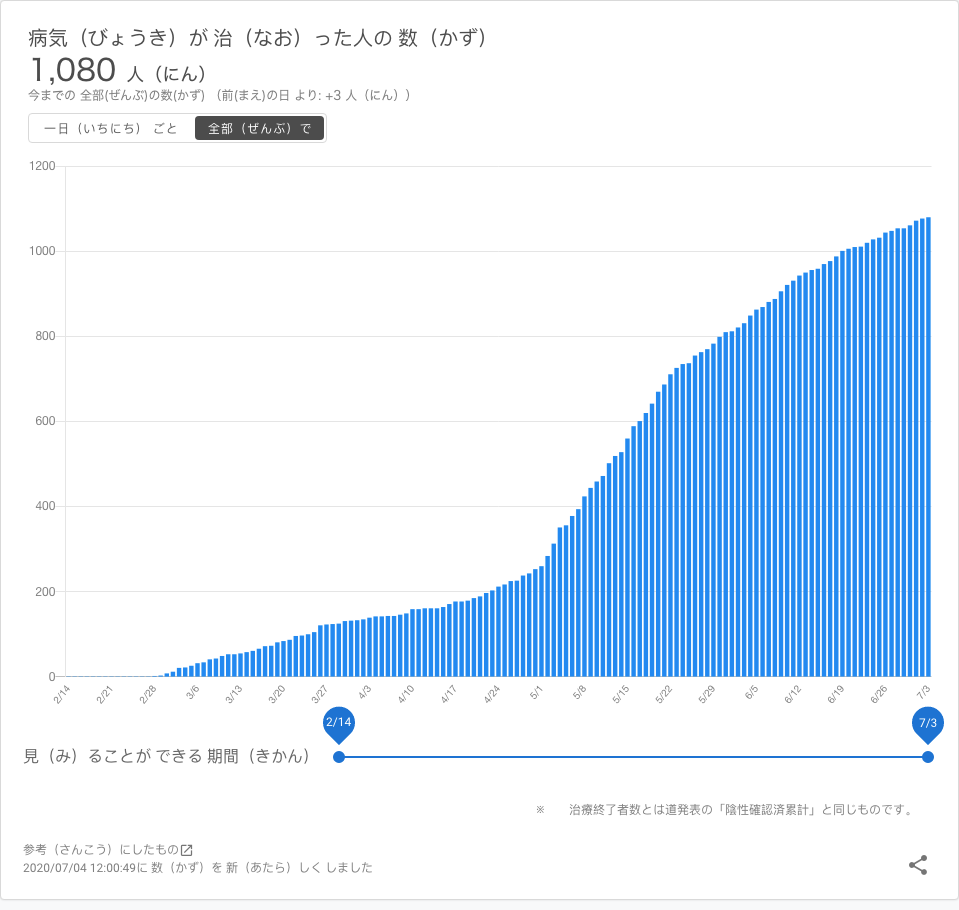 病気（びょうき）が 治（なお）った人の 数（かず）
1,080 人（にん）
今までの 全部(ぜんぶ)の数(かず) （前(まえ)の日 より: +3 人（にん））
一日（いちにち） ごと 全部（ぜんぶ）で
1200
1000
800
600
400
200
0
2/14 2/21 2/28 3/6 3/13 3/20 3/27 4/3 4/10 4/17 4/24 5/1 5/8 5/15 5/22 5/29 6/5 6/12 6/19 6/26 7/3
2/14 7/3
見（み）ることが できる 期間（きかん）
※ 治療終了者数とは道発表の「陰性確認済累計」と同じものです。
参考（さんこう）にしたもの
2020/07/04 12:00:49に 数（かず）を 新（あたら）しく しました